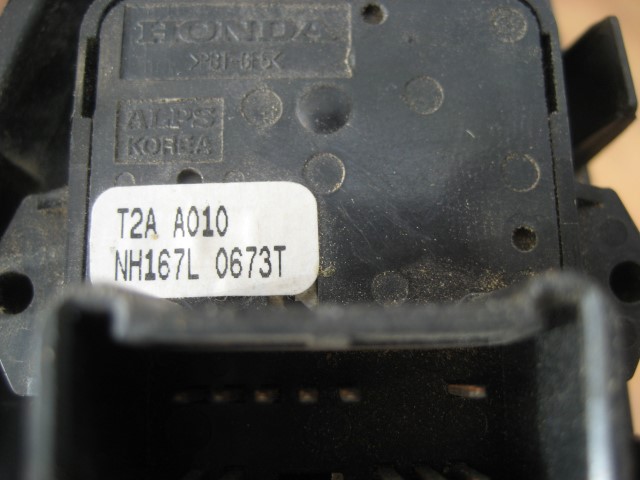 HONDA
ALPS
KOREA
T2A A010
NH167L 0673T